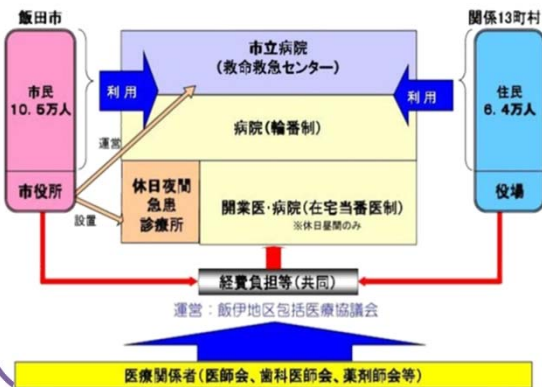 飯田市
関係13町村
市民
10.5万人
市役所
利用
運営
設置
市立病院
(救命救急センター)
病院(輪番制)
休日夜間
急患
診療所
開業医・病院(在宅当番医制)
※休日昼間のみ
利用
住民
6.4万人
役場
経費負担等(共同)
運営:飯伊地区包括医療協議会
医療関係者(医師会、歯科医師会、薬剤師会等)